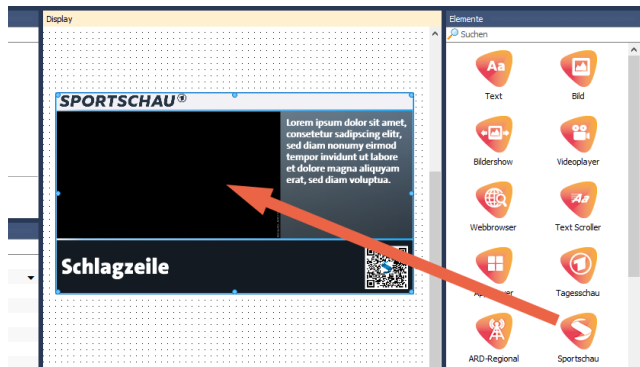 Display
SPORTSCHAU
Lorem ipsum dolor sit amet,
consetetur sadipscing elitr,
sed diam nonumy eirmod
tempor invidunt ut labore
et dolore magna aliquyam
erat, sed diam voluptua.
Schlagzeile
Elemente
Suchen
Aa
Text
Bild
Bildershow
Videoplayer
Webbrowser
Aa
Text Scroller
Tagesschau
ARD-Regional
Sportschau